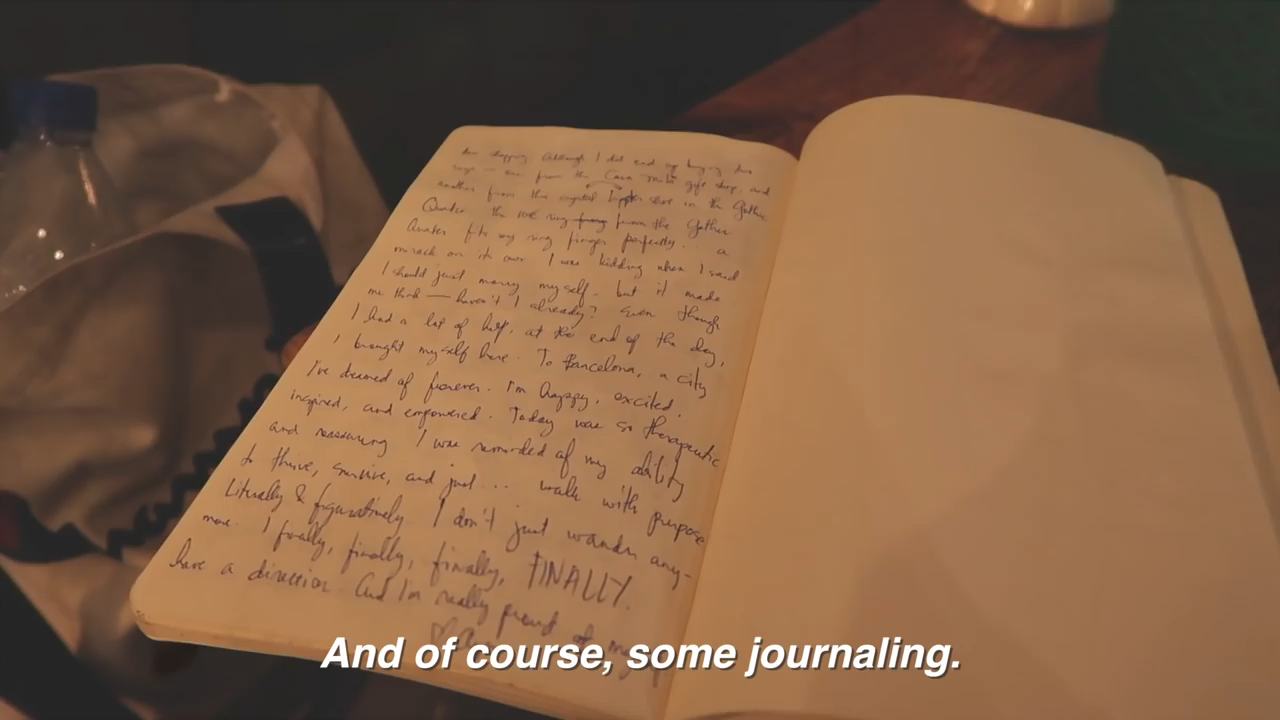 shopping. Although I did end up buying two
rings — one from the Casa gift shop, and
another from this crystal store in the Gothic
Quarter. The one ring from the Gothic
Quarter fits my ring finger perfectly. a
miracle on its own. I was kidding when I said
I should just marry myself. but it made
me think — haven't I already? Even though
I had a lot of help, at the end of the day,
I brought myself here. To Barcelona, a city
I've dreamed of forever. I'm happy, excited,
inspired, and empowered. Today was so therapeutic
and reassuring I was reminded of my ability
to thrive, survive, and just... walk with purpose
Literally & figuratively I don't just wander any-
more. I finally, finally, finally, FINALLY.
have a direction. And I'm really proud of
And of course, some journaling.